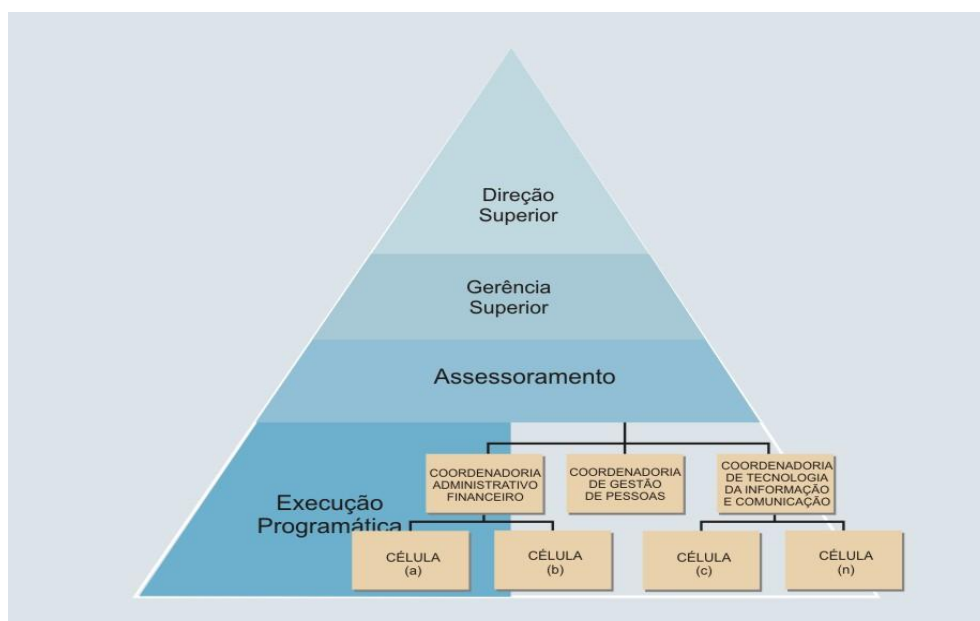 Direção
Superior
Gerência
Superior
Assessoramento
Execução
Programática
COORDENADORIA
ADMINISTRATIVO
FINANCEIRO
COORDENADORIA
DE GESTÃO
DE PESSOAS
COORDENADORIA
DE TECNOLOGIA
DA INFORMAÇÃO
E COMUNICAÇÃO
CÉLULA
(a)
CÉLULA
(b)
CÉLULA
(c)
CÉLULA
(n)